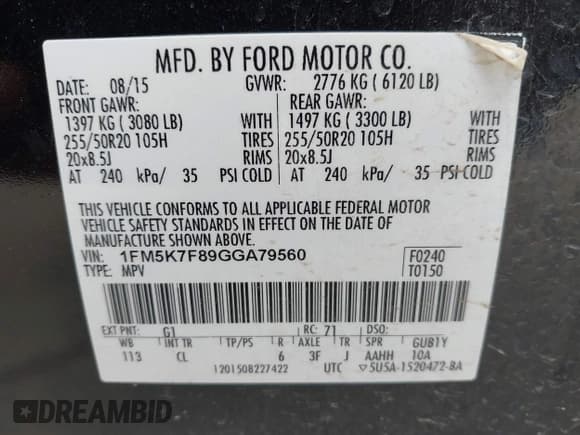 MFD. BY FORD MOTOR CO.
DATE: 08/15 GVWR: 2776 KG ( 6120 LB)
FRONT GAWR: REAR GAWR:
1397 KG ( 3080 LB) WITH 1497 KG ( 3300 LB) WITH
255/50R20 105H TIRES 255/50R20 105H TIRES
20x8.5J RIMS 20x8.5J RIMS
AT 240 kPa/ 35 PSI COLD AT 240 kPa/ 35 PSI COLD
THIS VEHICLE CONFORMS TO ALL APPLICABLE FEDERAL MOTOR
VEHICLE SAFETY STANDARDS IN EFFECT ON THE DATE OF
MANUFACTURE SHOWN ABOVE.
VIN: 1FM5K7F89GGA79560 F0240
TYPE: MPV T0150
EXT PNT: G1 RC: 71 DSO:
WB INT TR TP/PS R AXLE TR SPR GUB1Y
113 CL 6 3F J AAHH 10A
1201508227422 UTC ▽5U5A-1520472-BA
DREAMBID